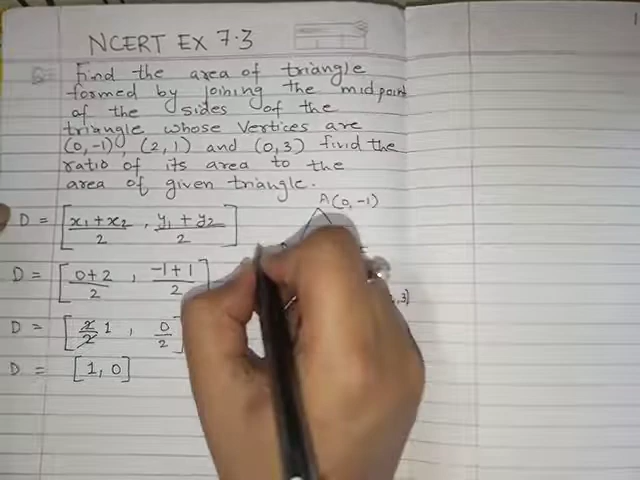 NCERT EX 7.3
Q Find the area of triangle
formed by joining the midpoint
of the sides of the
triangle whose vertices are
(0,-1), (2,1) and (0,3) find the
ratio of its area to the
area of given triangle.
A(0,-1)
D = [x₁+x₂/2 , y₁+y₂/2]
D = [0+2/2 , -1+1/2]
,3)
D = [2/2 1 , 0/2]
D = [1, 0]